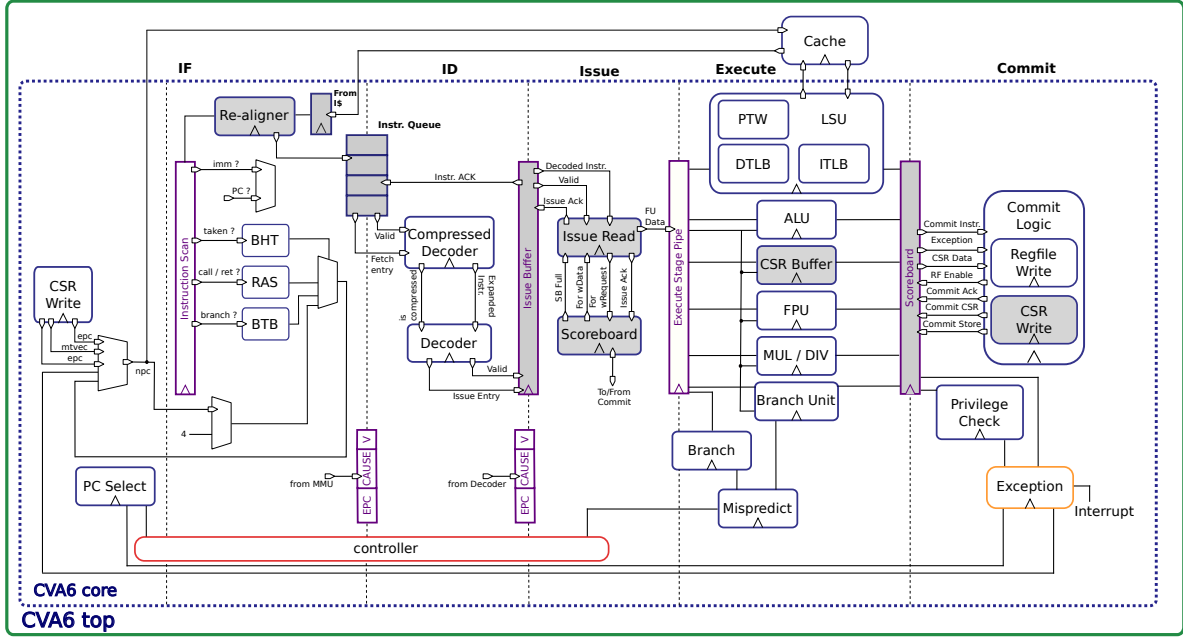 Cache
IF
ID
Issue
Execute
Commit
From
I$
Re-aligner
Instr. Queue
PTW
LSU
DTLB
ITLB
imm ?
PC ?
Instr. ACK
Decoded Instr.
Valid
Issue Ack
FU
Data
Issue Read
Instruction Scan
taken ?
BHT
call / ret ?
RAS
branch ?
BTB
Valid
Fetch
entry
Compressed
Decoder
is
compressed
Expanded
Instr.
Decoder
Valid
Issue Entry
Issue Buffer
SB Full
For wData
For
wRequest
Issue Ack
Scoreboard
To/From
Commit
Execute Stage Pipe
ALU
CSR Buffer
FPU
MUL / DIV
Branch Unit
Scoreboard
Commit Instr.
Exception
CSR Data
RF Enable
Commit Ack
Commit CSR
Commit Store
Commit
Logic
Regfile
Write
CSR
Write
CSR
Write
epc
mtvec
epc
npc
4
V
CAUSE
EPC
from MMU
V
CAUSE
EPC
from Decoder
Branch
Mispredict
Privilege
Check
Exception
Interrupt
PC Select
controller
CVA6 core
CVA6 top